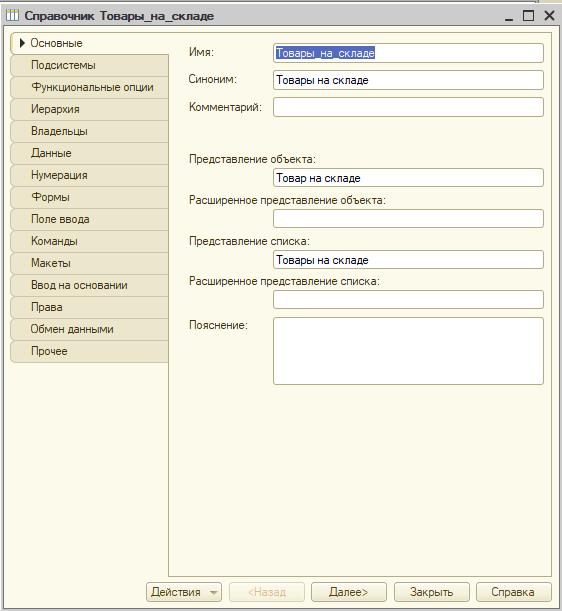 Справочник Товары_на_складе
Основные
Подсистемы
Функциональные опции
Иерархия
Владельцы
Данные
Нумерация
Формы
Поле ввода
Команды
Макеты
Ввод на основании
Права
Обмен данными
Прочее
Имя: Товары_на_складе
Синоним: Товары на складе
Комментарий:
Представление объекта:
Товар на складе
Расширенное представление объекта:
Представление списка:
Товары на складе
Расширенное представление списка:
Пояснение:
Действия <Назад Далее> Закрыть Справка